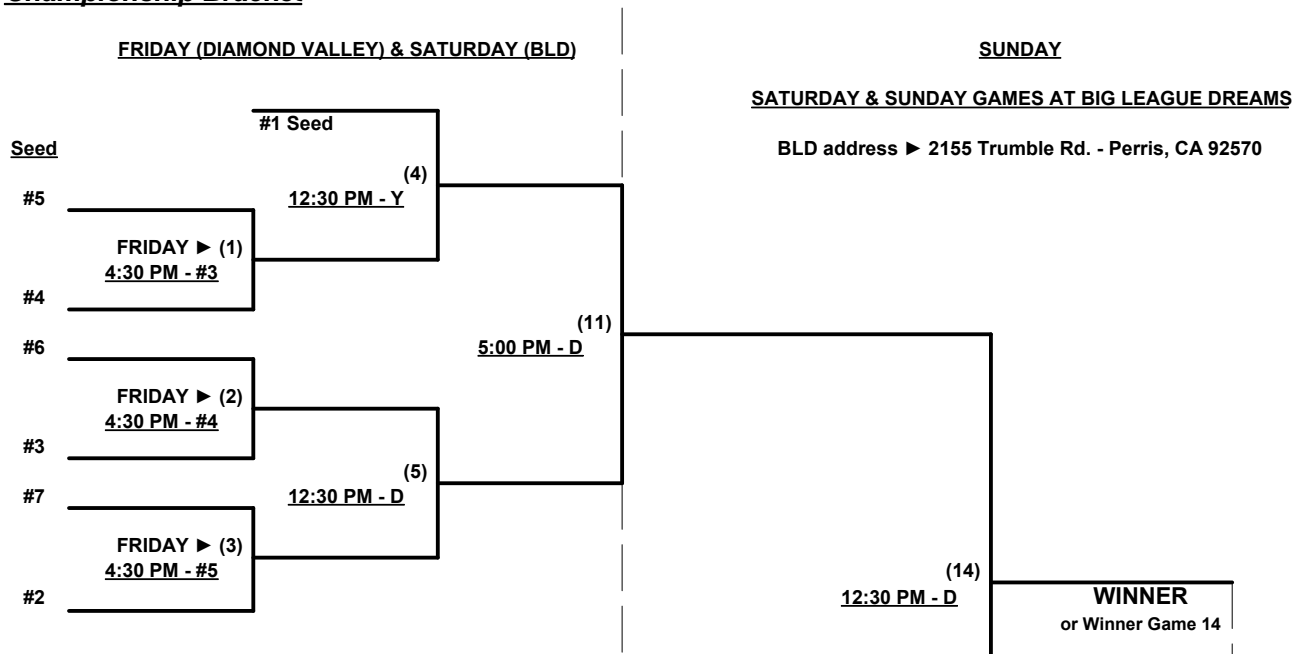 Championship Bracket
FRIDAY (DIAMOND VALLEY) & SATURDAY (BLD)
SUNDAY
SATURDAY & SUNDAY GAMES AT BIG LEAGUE DREAMS
#1 Seed
Seed
BLD address ► 2155 Trumble Rd. - Perris, CA 92570
(4)
12:30 PM - Y
#5
FRIDAY ► (1)
4:30 PM - #3
#4
(11)
5:00 PM - D
#6
FRIDAY ► (2)
4:30 PM - #4
#3
(5)
12:30 PM - D
#7
FRIDAY ► (3)
4:30 PM - #5
#2
(14)
12:30 PM - D
WINNER
or Winner Game 14